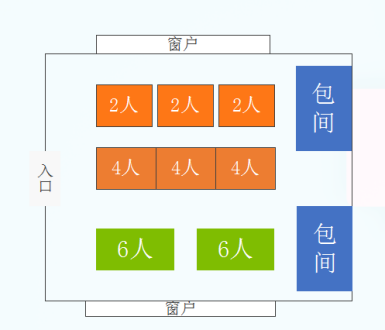 窗户
2人 2人 2人
包间
入口
4人 4人 4人
6人 6人
包间
窗户